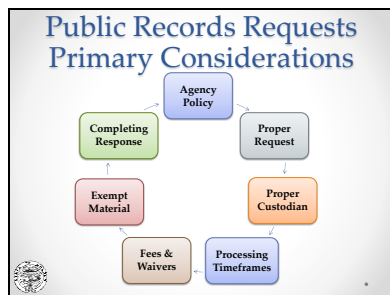 Public Records Requests
Primary Considerations
Agency
Policy
Proper
Request
Proper
Custodian
Processing
Timeframes
Fees &
Waivers
Exempt
Material
Completing
Response